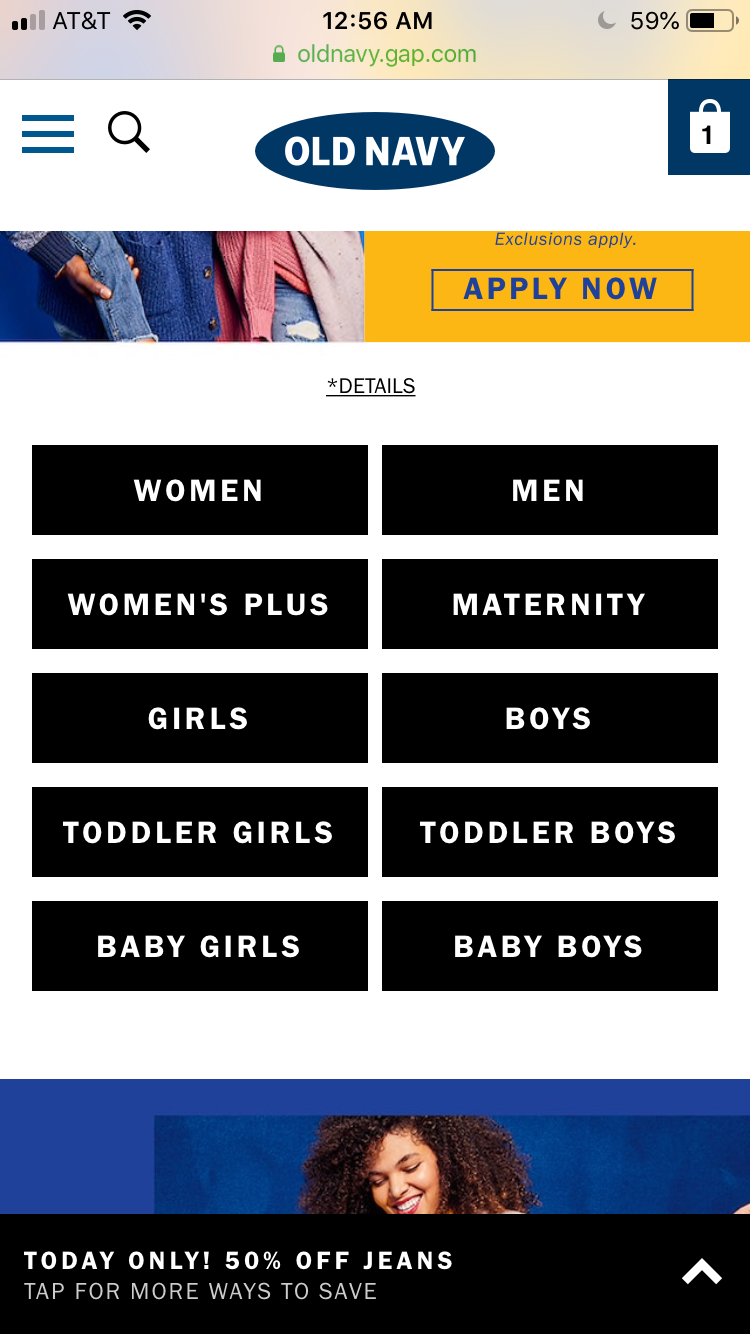 AT&T 12:56 AM 59%
oldnavy.gap.com
OLD NAVY 1
Exclusions apply.
APPLY NOW
*DETAILS
WOMEN MEN
WOMEN'S PLUS MATERNITY
GIRLS BOYS
TODDLER GIRLS TODDLER BOYS
BABY GIRLS BABY BOYS
TODAY ONLY! 50% OFF JEANS
TAP FOR MORE WAYS TO SAVE